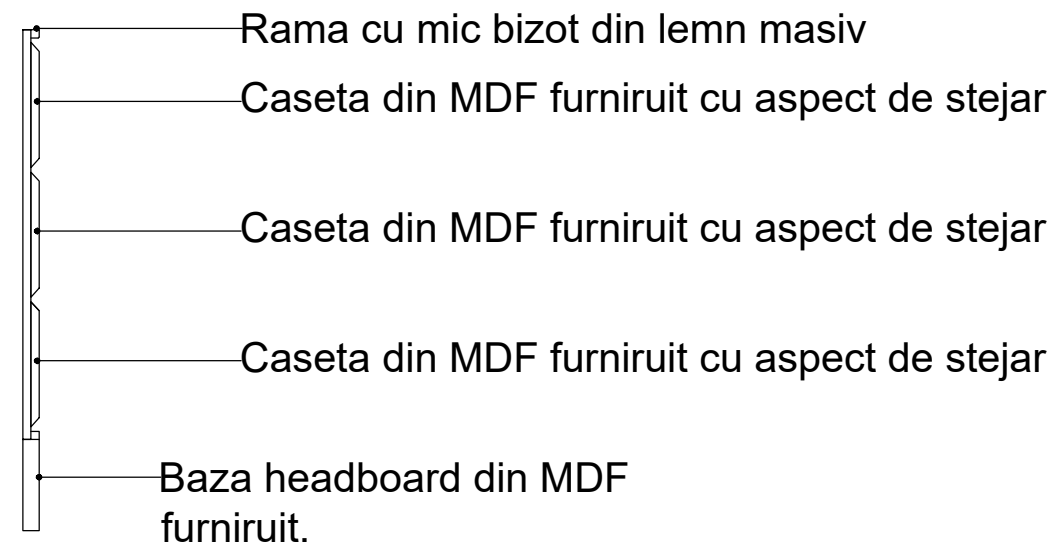 Rama cu mic bizot din lemn masiv
Caseta din MDF furniruit cu aspect de stejar
Caseta din MDF furniruit cu aspect de stejar
Caseta din MDF furniruit cu aspect de stejar
Baza headboard din MDF
furniruit.